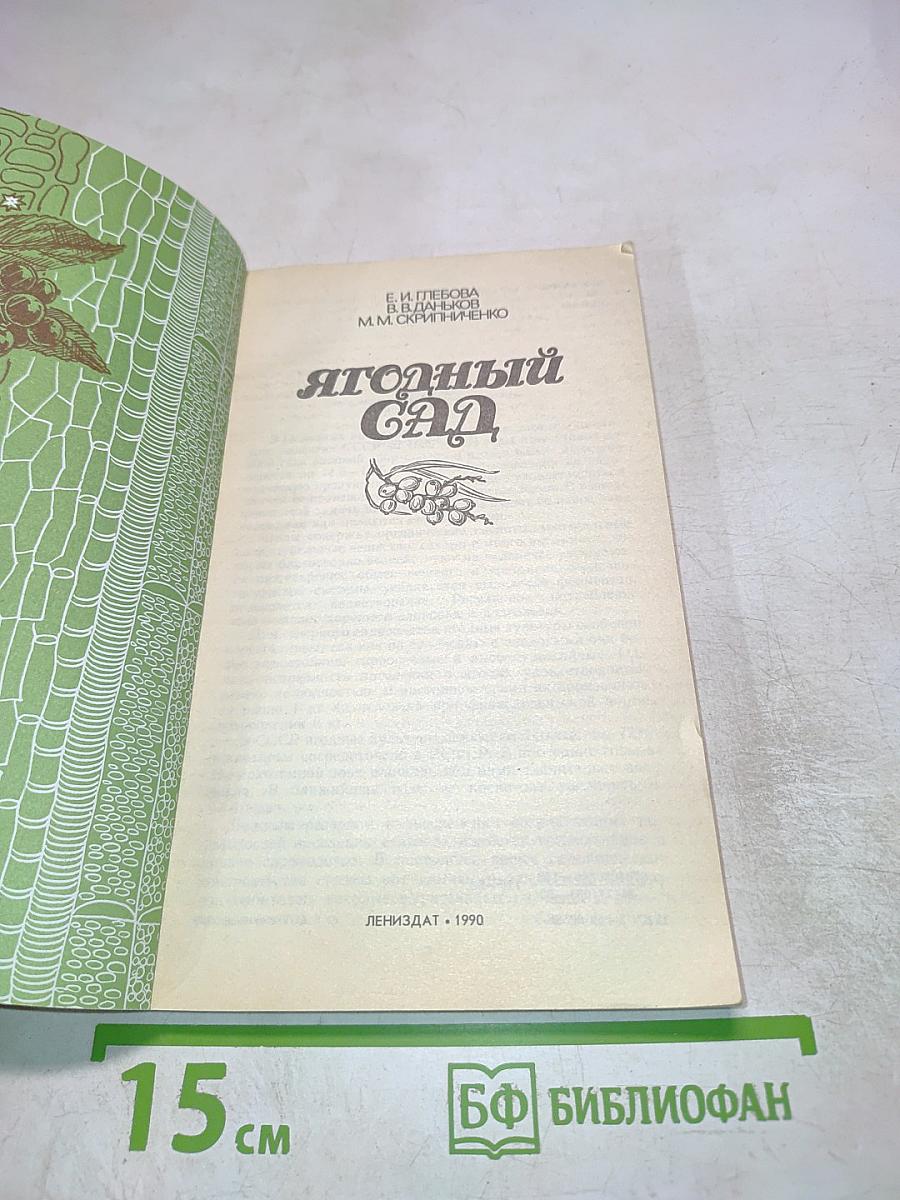 Е. И. ГЛЕБОВА
В. В. ДАНЬКОВ
М. М. СКРИПНИЧЕНКО
ЯГОДНЫЙ
САД
ЛЕНИЗДАТ • 1990
15 см
БФ БИБЛИОФАН